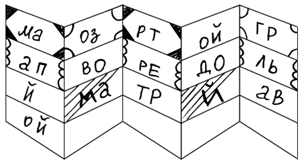 ма оз рт ой гр
ап во ре до ль
й ма тр й ав
ой